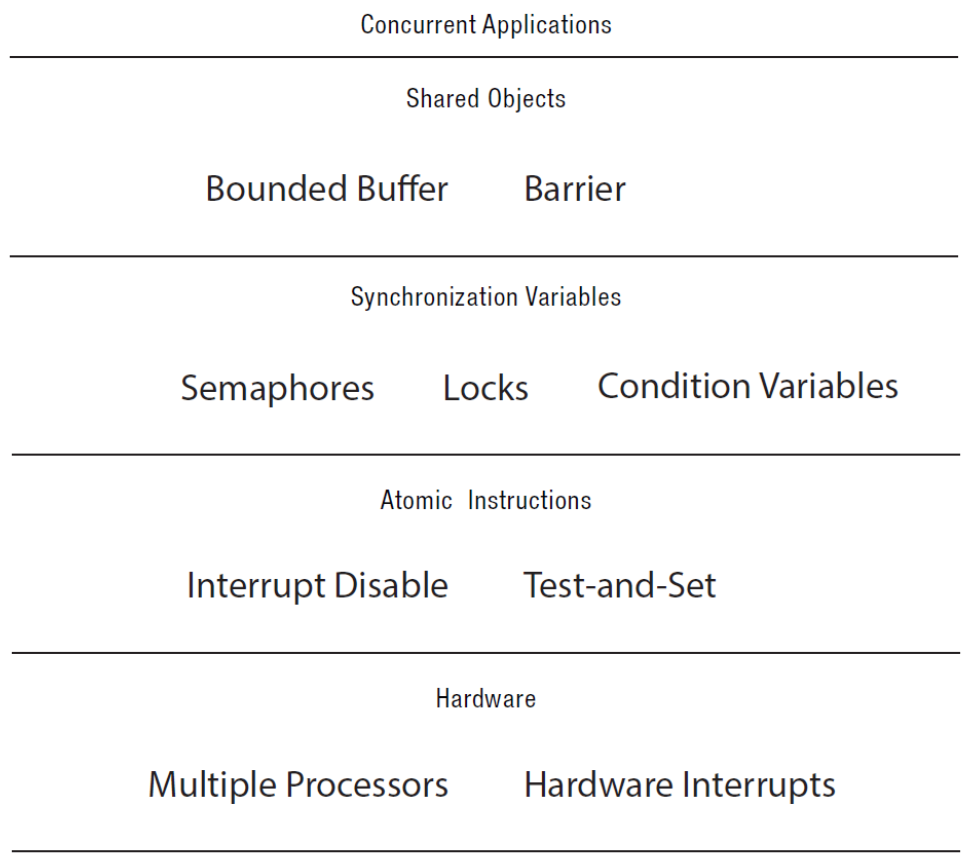 Concurrent Applications
Shared Objects
Bounded Buffer Barrier
Synchronization Variables
Semaphores Locks Condition Variables
Atomic Instructions
Interrupt Disable Test-and-Set
Hardware
Multiple Processors Hardware Interrupts